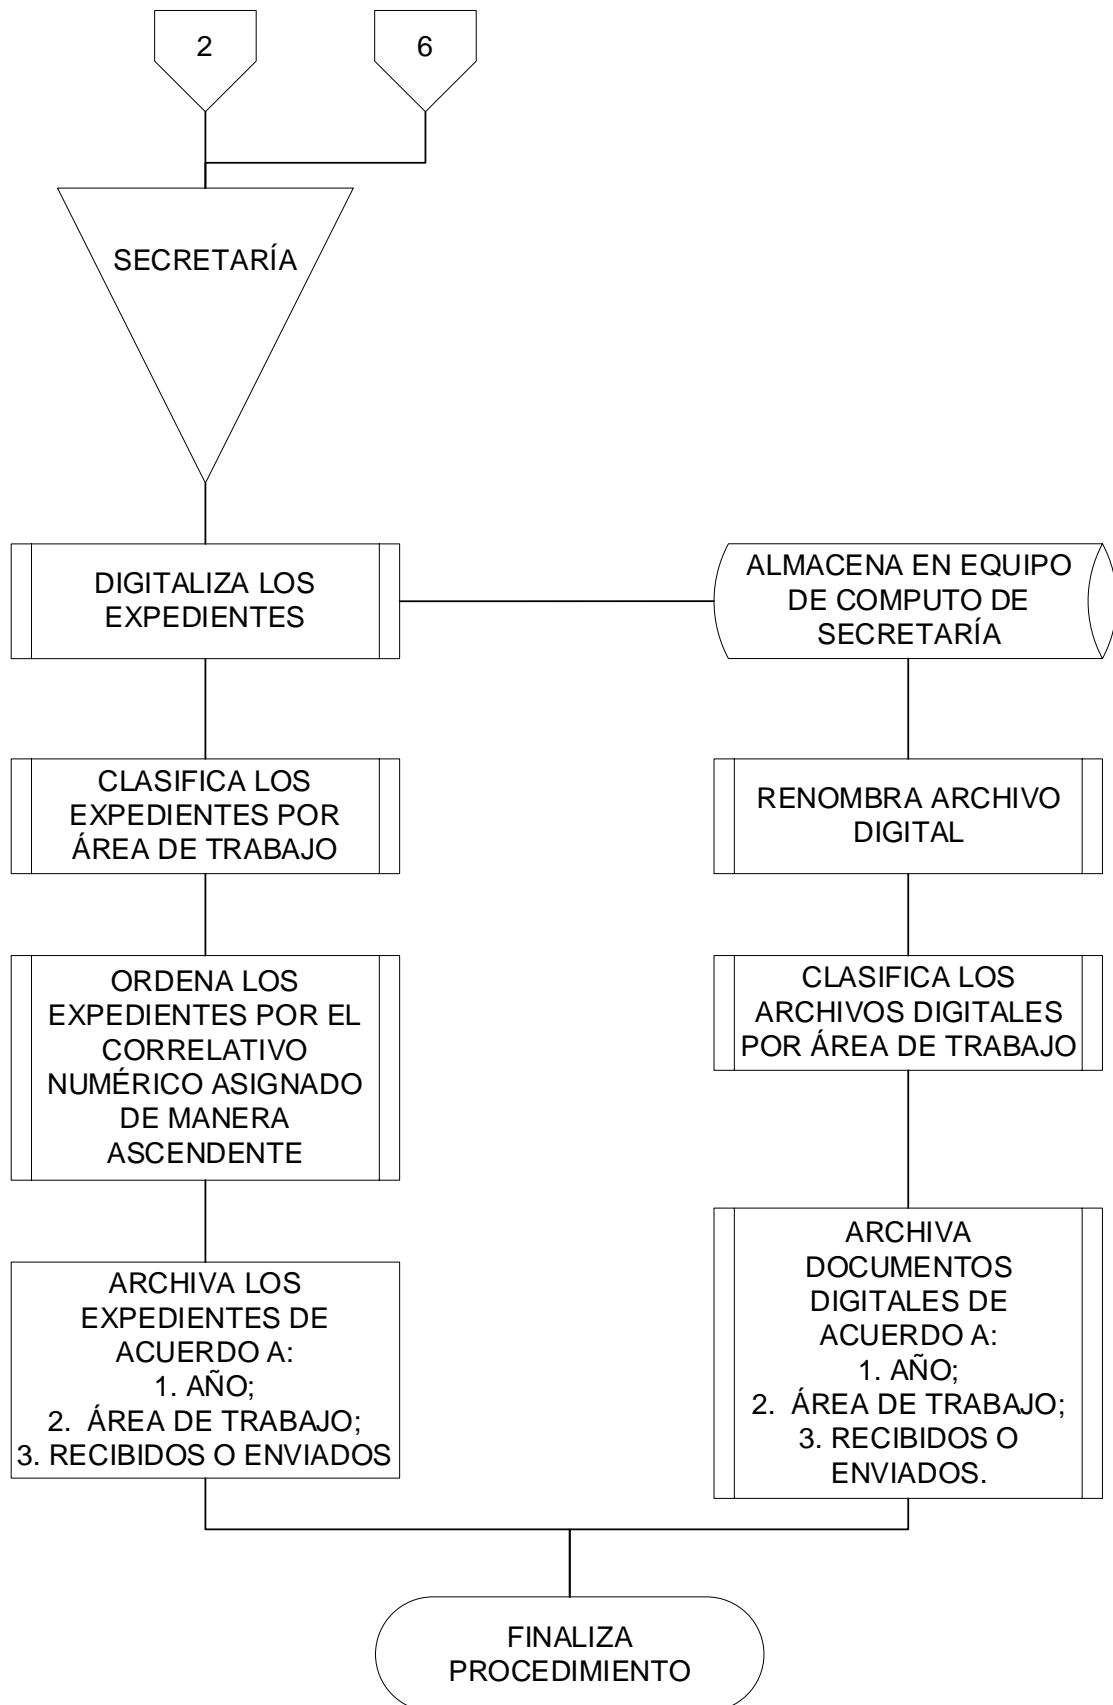 2
6
SECRETARÍA
DIGITALIZA LOS
EXPEDIENTES
ALMACENA EN EQUIPO
DE COMPUTO DE
SECRETARÍA
CLASIFICA LOS
EXPEDIENTES POR
ÁREA DE TRABAJO
RENOMBRA ARCHIVO
DIGITAL
ORDENA LOS
EXPEDIENTES POR EL
CORRELATIVO
NUMÉRICO ASIGNADO
DE MANERA
ASCENDENTE
CLASIFICA LOS
ARCHIVOS DIGITALES
POR ÁREA DE TRABAJO
ARCHIVA LOS
EXPEDIENTES DE
ACUERDO A:
1. AÑO;
2. ÁREA DE TRABAJO;
3. RECIBIDOS O ENVIADOS
ARCHIVA
DOCUMENTOS
DIGITALES DE
ACUERDO A:
1. AÑO;
2. ÁREA DE TRABAJO;
3. RECIBIDOS O
ENVIADOS.
FINALIZA
PROCEDIMIENTO